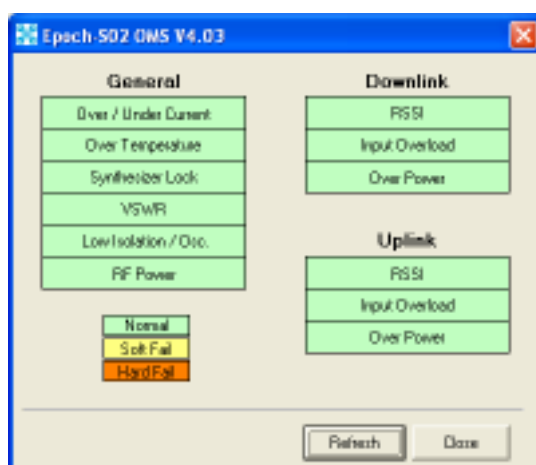 Epoch-S02 OMS V4.03
General
Over / Under Current
Over Temperature
Synthesizer Lock
VSWR
Low Isolation / Osc.
RF Power
Normal
Soft Fail
Hard Fail
Downlink
RSSI
Input Overload
Over Power
Uplink
RSSI
Input Overload
Over Power
Refresh
Close